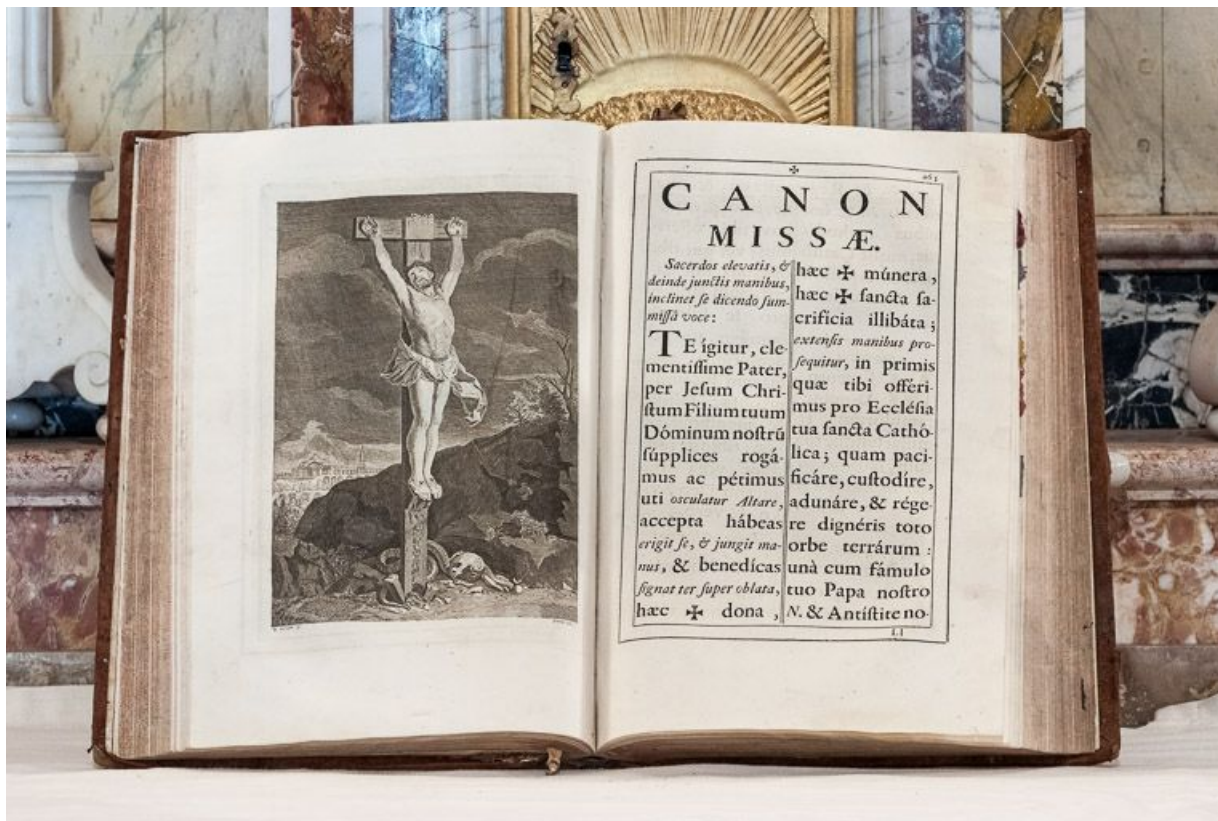 ✠
CANON
MISSÆ.
Sacerdos elevatis, &
deinde junctis manibus,
inclinet ſe dicendo ſum-
miſſâ voce:
TE ígitur, cle-
mentiſſime Pater,
per Jeſum Chri-
ſtum Filium tuum
Dóminum noſtrū
ſúpplices rogá-
mus ac pétimus
uti osculatur Altare,
accepta hábeas
erigit ſe, & jungit ma-
nus, & benedícas
ſignat ter ſuper oblata,
hæc ✠ dona,
hæc ✠ múnera,
hæc ✠ ſancta ſa-
crificia illibáta;
extenſis manibus pro-
ſequitur, in primis
quæ tibi offéri-
mus pro Eccléſia
tua ſancta Cathó-
lica; quam paci-
ficáre, cuſtodíre,
adunáre, & rége-
re dignéris toto
orbe terrárum:
unà cum fámulo
tuo Papa noſtro
N. & Antíſtite no-